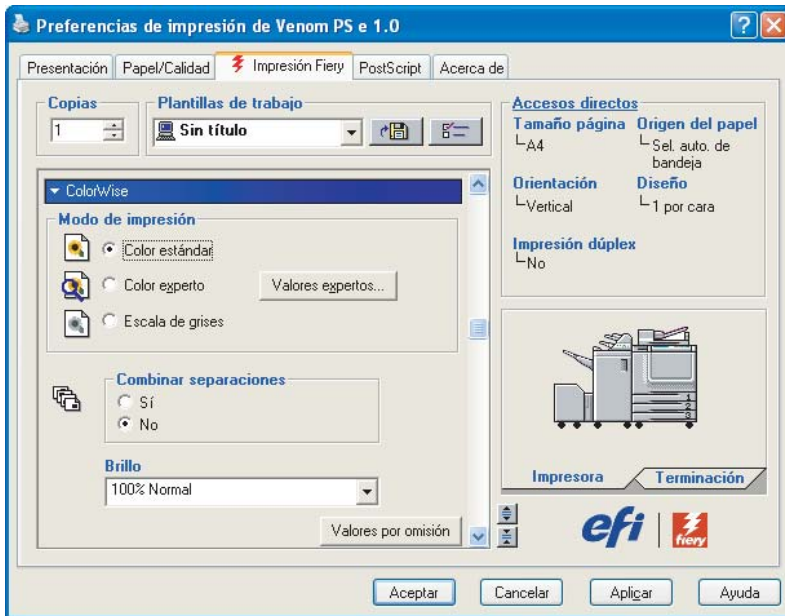 Preferencias de impresión de Venom PS e 1.0
Presentación
Papel/Calidad
Impresión Fiery
PostScript
Acerca de
Copias
1
Plantillas de trabajo
Sin título
ColorWise
Modo de impresión
Color estándar
Color experto
Valores expertos...
Escala de grises
Combinar separaciones
Sí
No
Brillo
100% Normal
Valores por omisión
Accesos directos
Tamaño página
A4
Origen del papel
Sel. auto. de
bandeja
Orientación
Vertical
Diseño
1 por cara
Impresión dúplex
No
1
2
3
Impresora
Terminación
efi
fiery
Aceptar
Cancelar
Aplicar
Ayuda